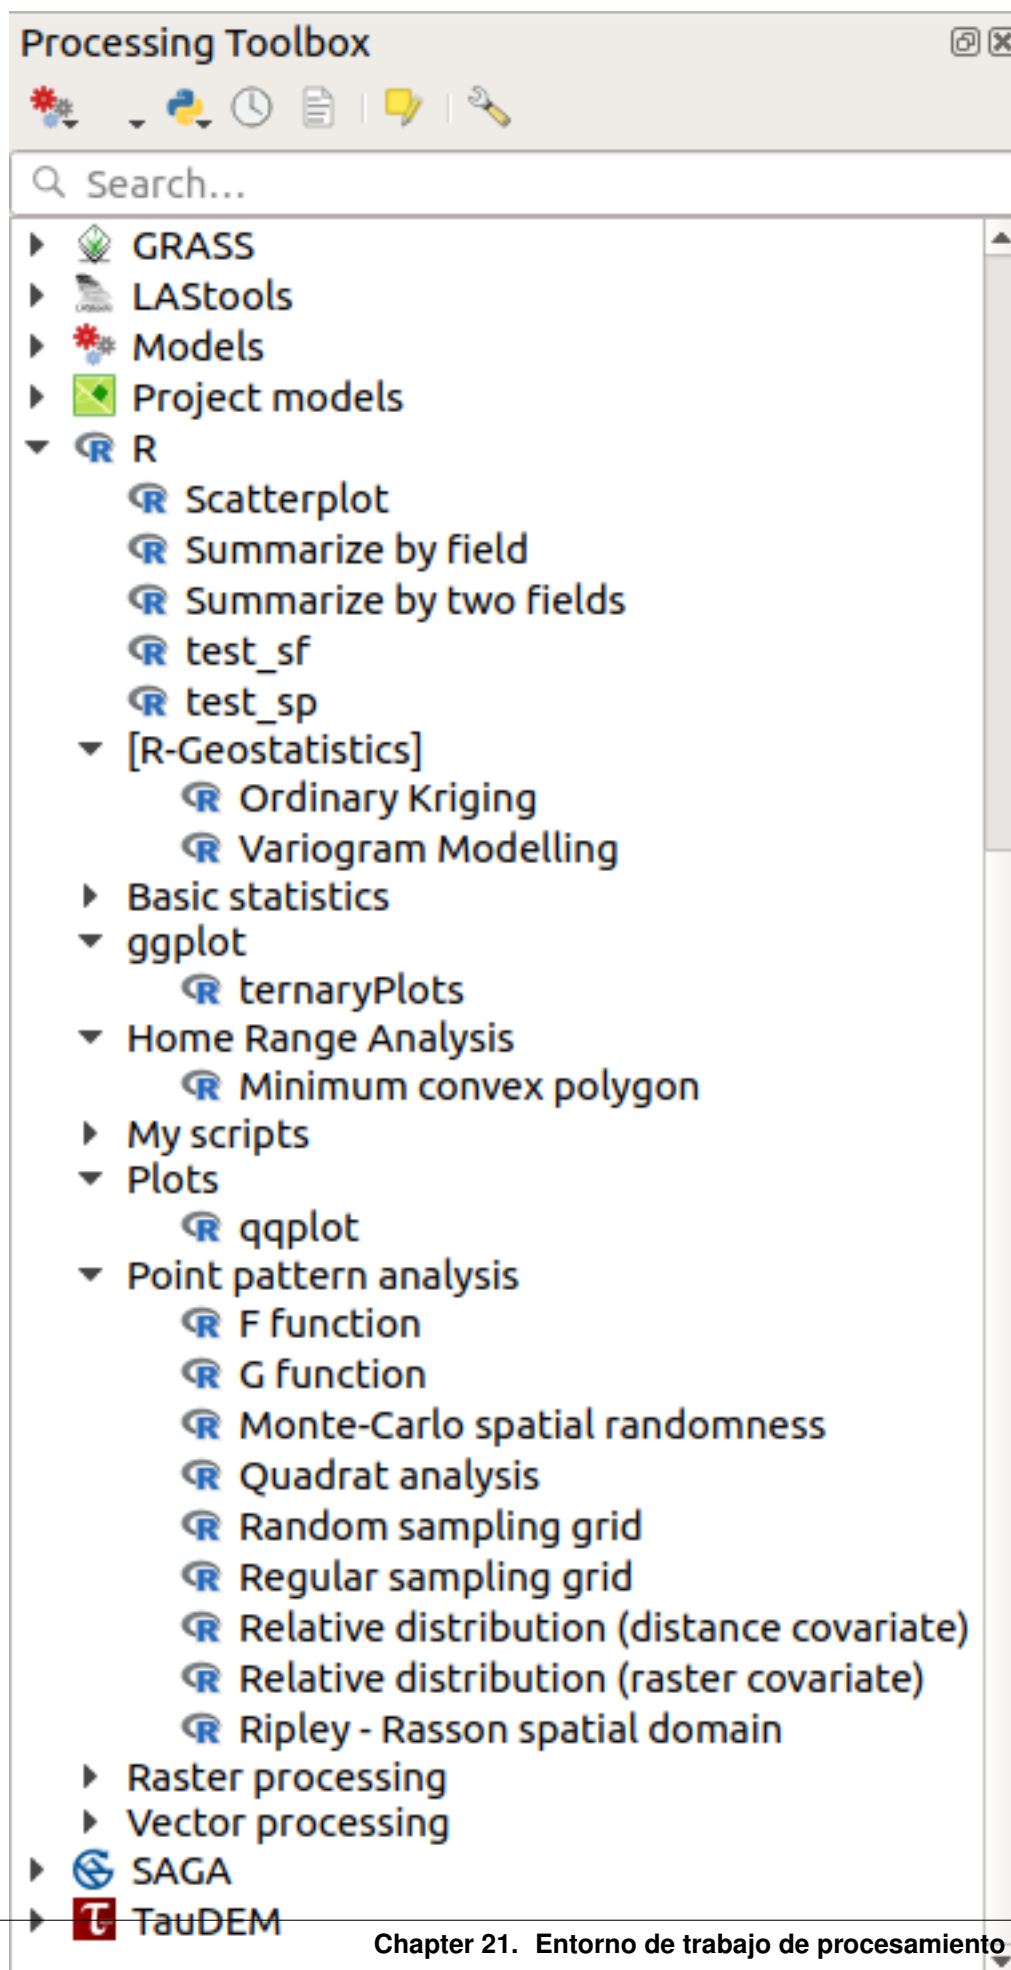 Processing Toolbox
Search...
GRASS
LAStools
Models
Project models
R
Scatterplot
Summarize by field
Summarize by two fields
test_sf
test_sp
[R-Geostatistics]
Ordinary Kriging
Variogram Modelling
Basic statistics
ggplot
ternaryPlots
Home Range Analysis
Minimum convex polygon
My scripts
Plots
qqplot
Point pattern analysis
F function
G function
Monte-Carlo spatial randomness
Quadrat analysis
Random sampling grid
Regular sampling grid
Relative distribution (distance covariate)
Relative distribution (raster covariate)
Ripley - Rasson spatial domain
Raster processing
Vector processing
SAGA
TauDEM
Chapter 21. Entorno de trabajo de procesamiento